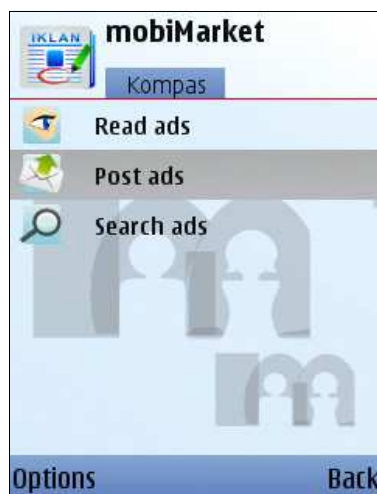 IKLAN
mobiMarket
Kompas
Read ads
Post ads
Search ads
Options Back